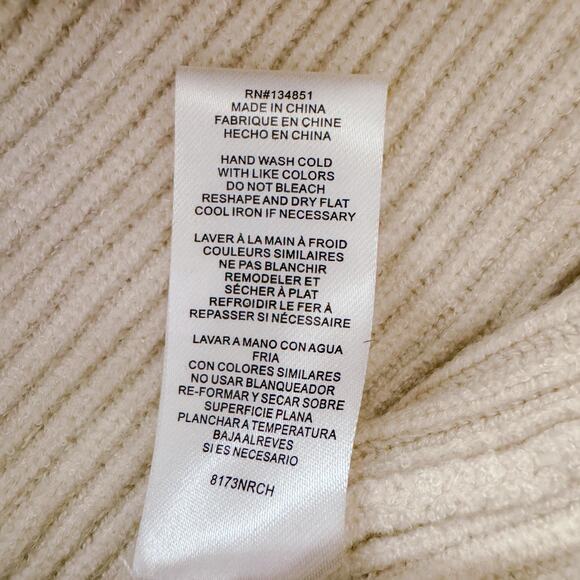 RN#134851
MADE IN CHINA
FABRIQUE EN CHINE
HECHO EN CHINA
HAND WASH COLD
WITH LIKE COLORS
DO NOT BLEACH
RESHAPE AND DRY FLAT
COOL IRON IF NECESSARY
LAVER À LA MAIN À FROID
COULEURS SIMILAIRES
NE PAS BLANCHIR
REMODELER ET
SÉCHER À PLAT
REFROIDIR LE FER À
REPASSER SI NÉCESSAIRE
LAVAR A MANO CON AGUA
FRIA
CON COLORES SIMILARES
NO USAR BLANQUEADOR
RE-FORMAR Y SECAR SOBRE
SUPERFICIE PLANA
PLANCHAR A TEMPERATURA
BAJA ALREVES
SI ES NECESARIO
8173NRCH